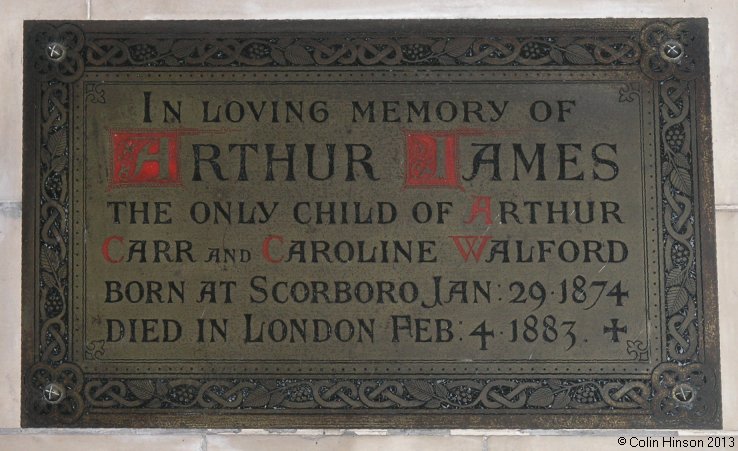 IN LOVING MEMORY OF
ARTHUR JAMES
THE ONLY CHILD OF ARTHUR
CARR AND CAROLINE WALFORD
BORN AT SCORBORO JAN: 29·1874
DIED IN LONDON FEB·4·1883. ✠
© Colin Hinson 2013